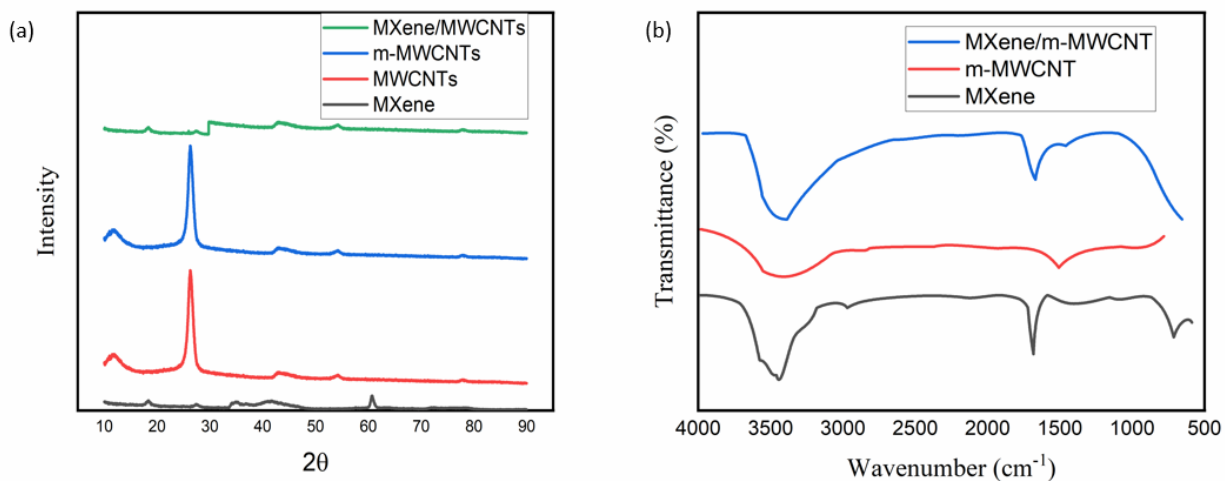 (a)
MXene/MWCNTs
m-MWCNTs
MWCNTs
MXene
Intensity
10 20 30 40 50 60 70 80 90
2θ
(b)
MXene/m-MWCNT
m-MWCNT
MXene
Transmittance (%)
4000 3500 3000 2500 2000 1500 1000 500
Wavenumber (cm⁻¹)